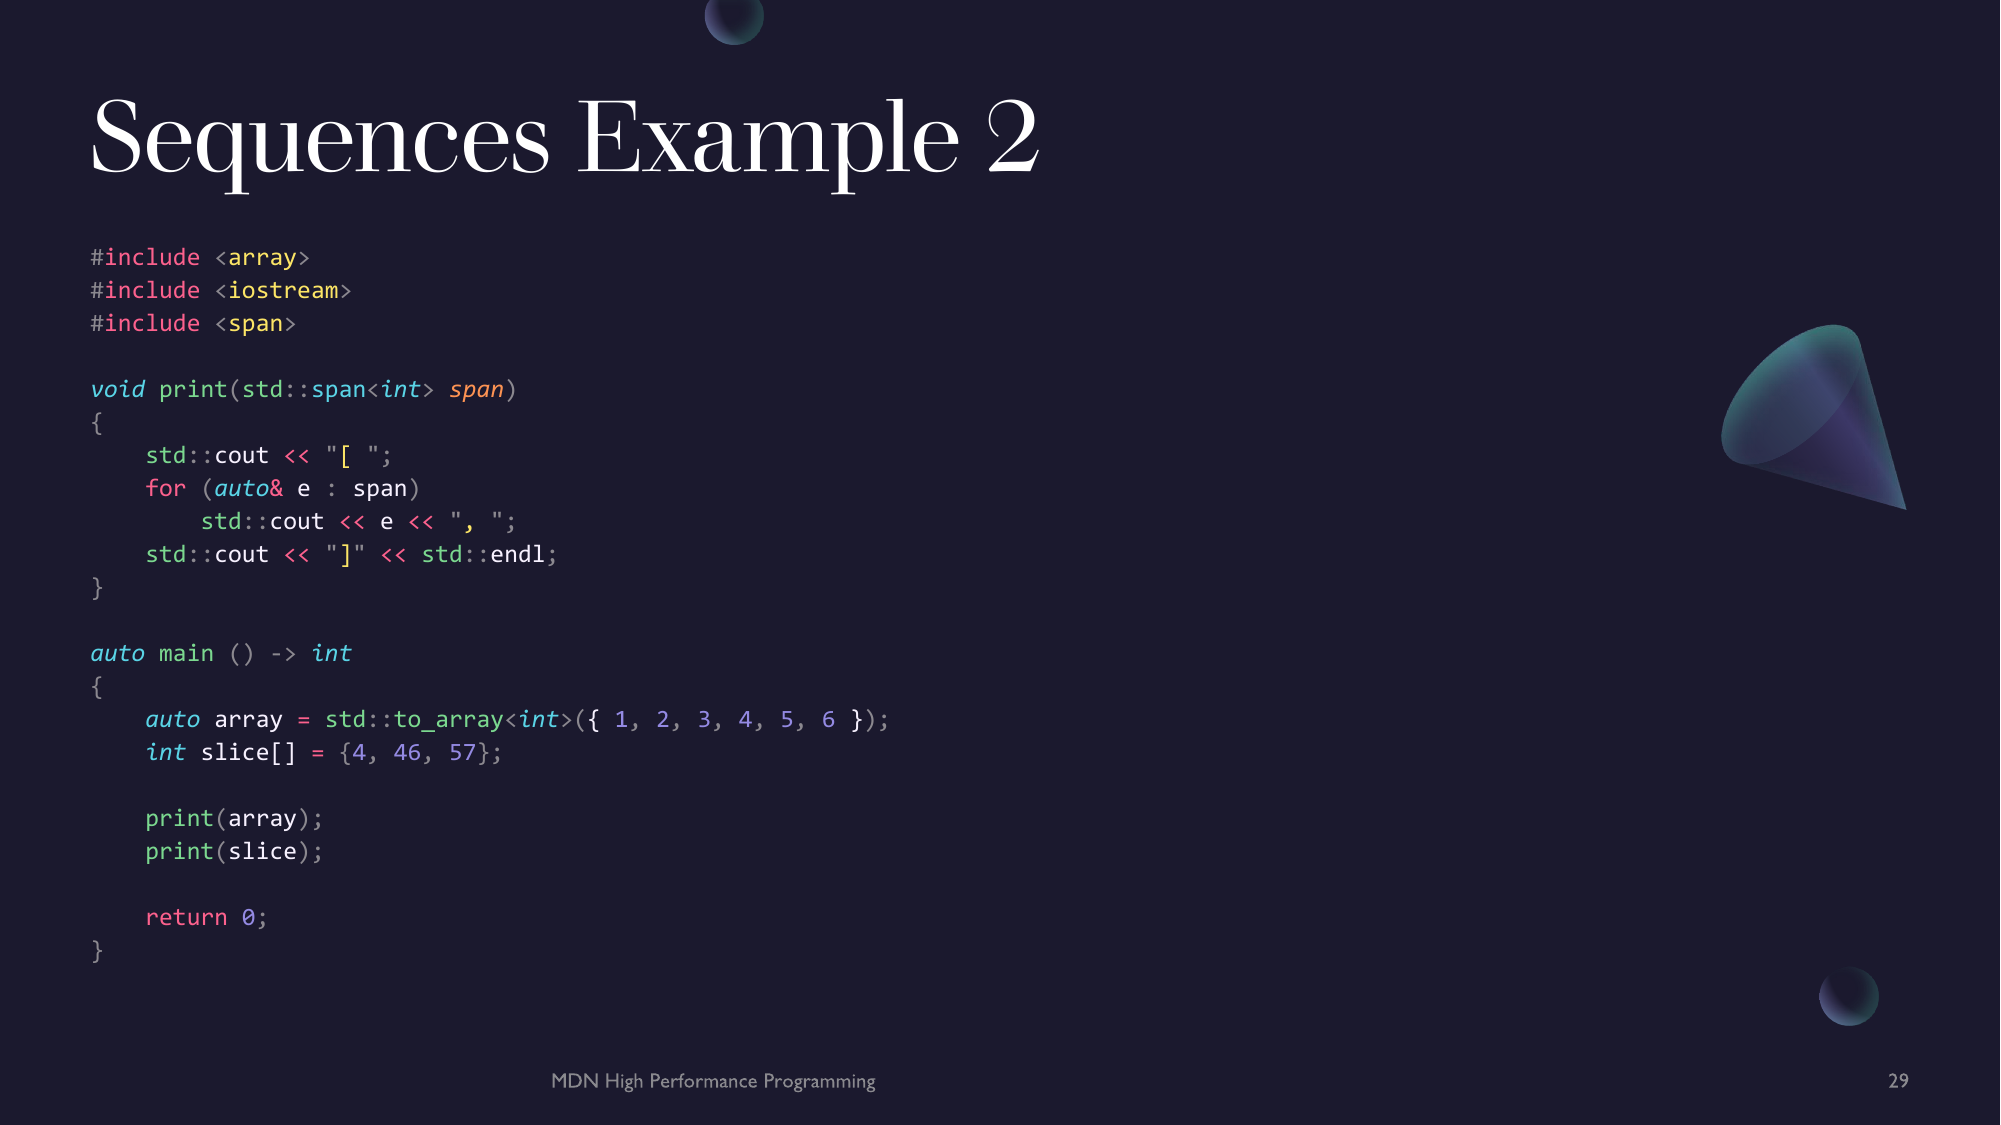 Sequences Example 2
#include <array>
#include <iostream>
#include <span>
void print(std::span<int> span)
{
    std::cout << "[ ";
    for (auto& e : span)
        std::cout << e << ", ";
    std::cout << "]" << std::endl;
}
auto main () -> int
{
    auto array = std::to_array<int>({ 1, 2, 3, 4, 5, 6 });
    int slice[] = {4, 46, 57};
    print(array);
    print(slice);
    return 0;
}
MDN High Performance Programming
29